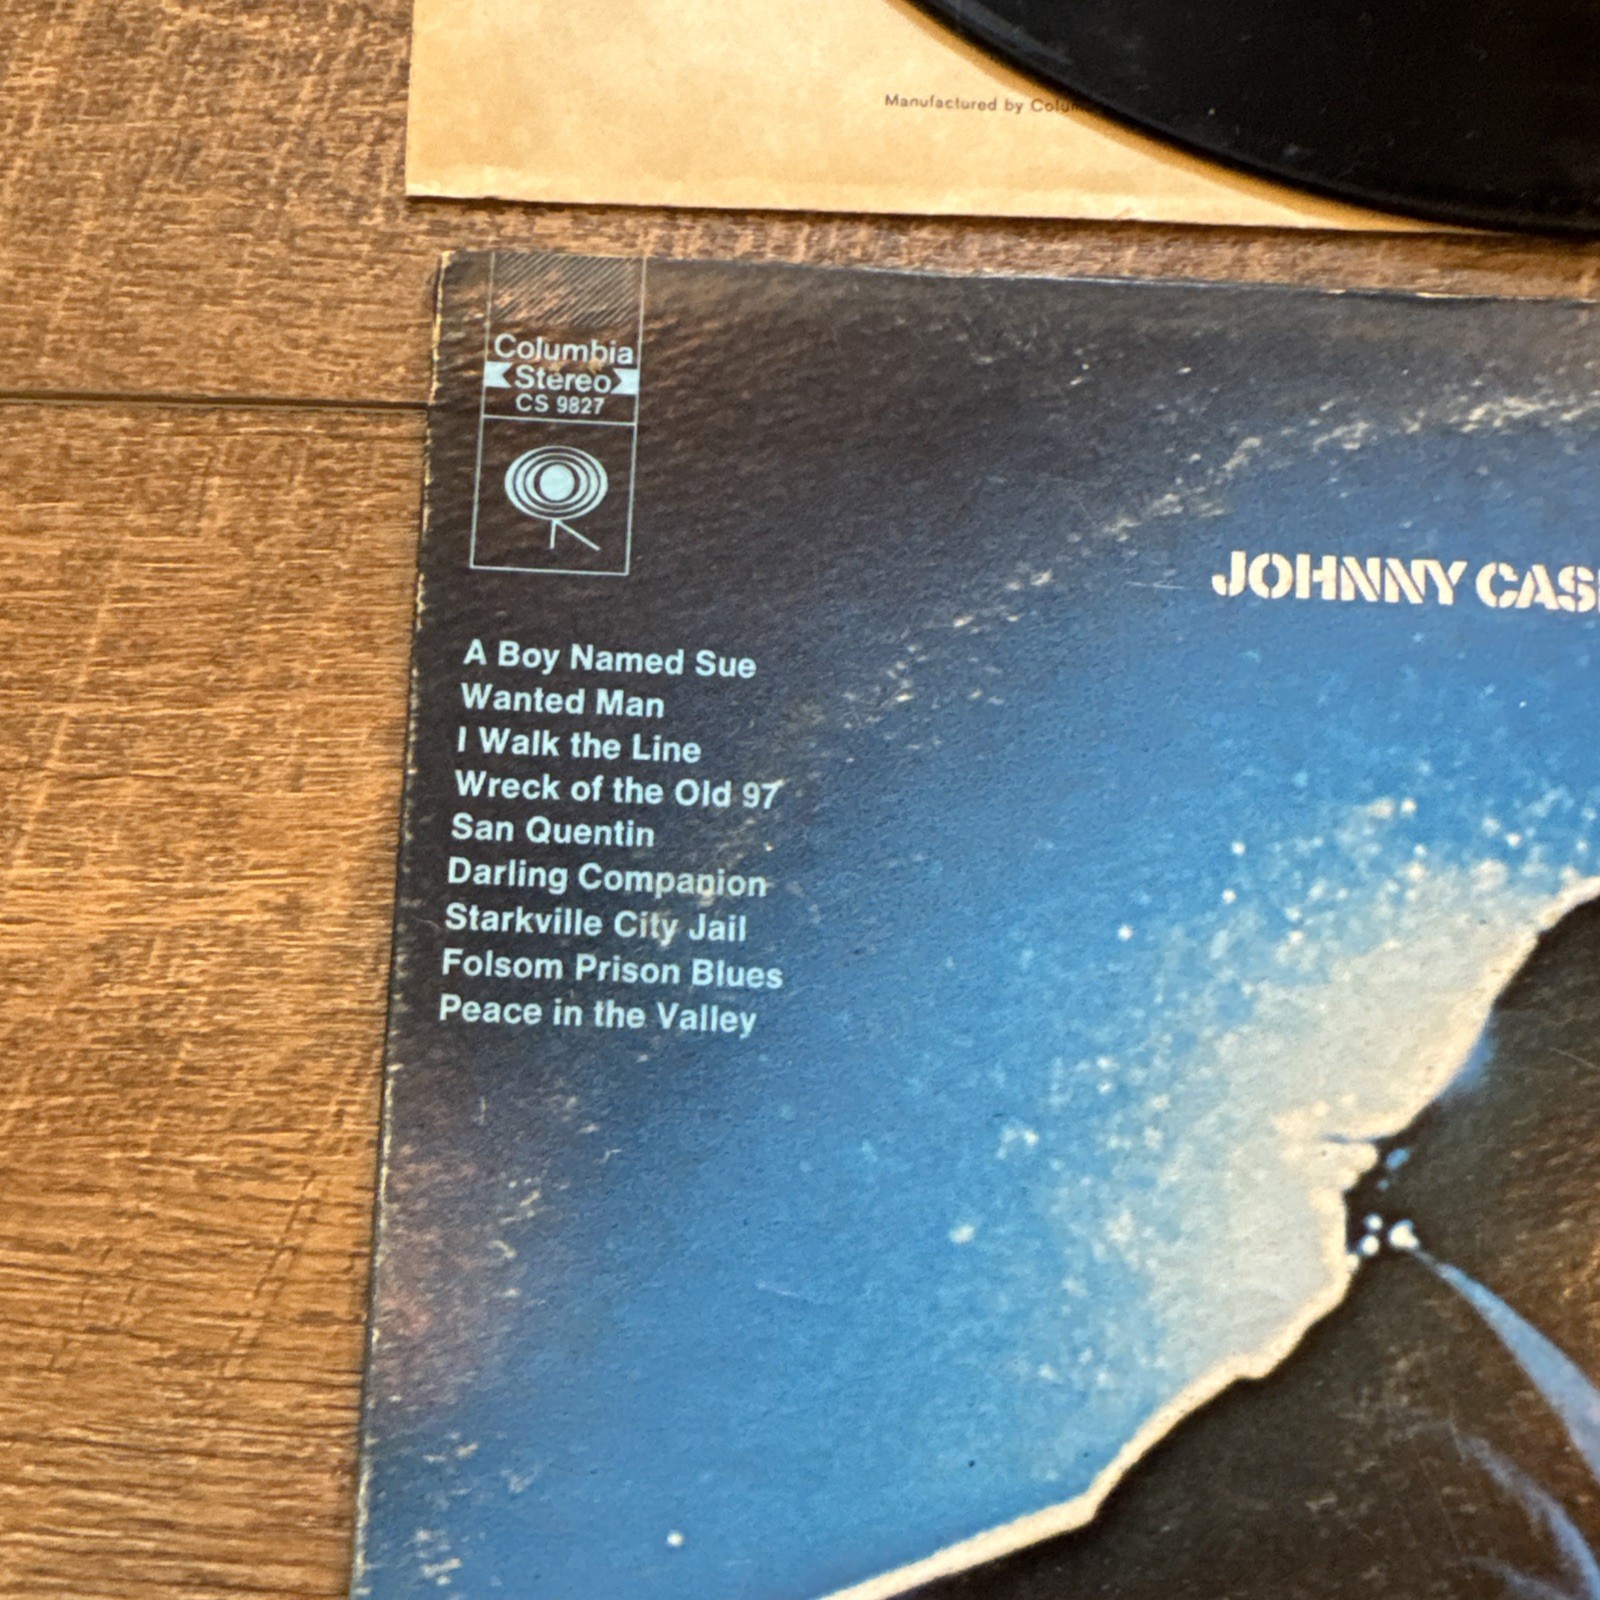 Manufactured by
Columbia
Stereo
CS 9827
JOHNNY CAS
A Boy Named Sue
Wanted Man
I Walk the Line
Wreck of the Old 97
San Quentin
Darling Companion
Starkville City Jail
Folsom Prison Blues
Peace in the Valley